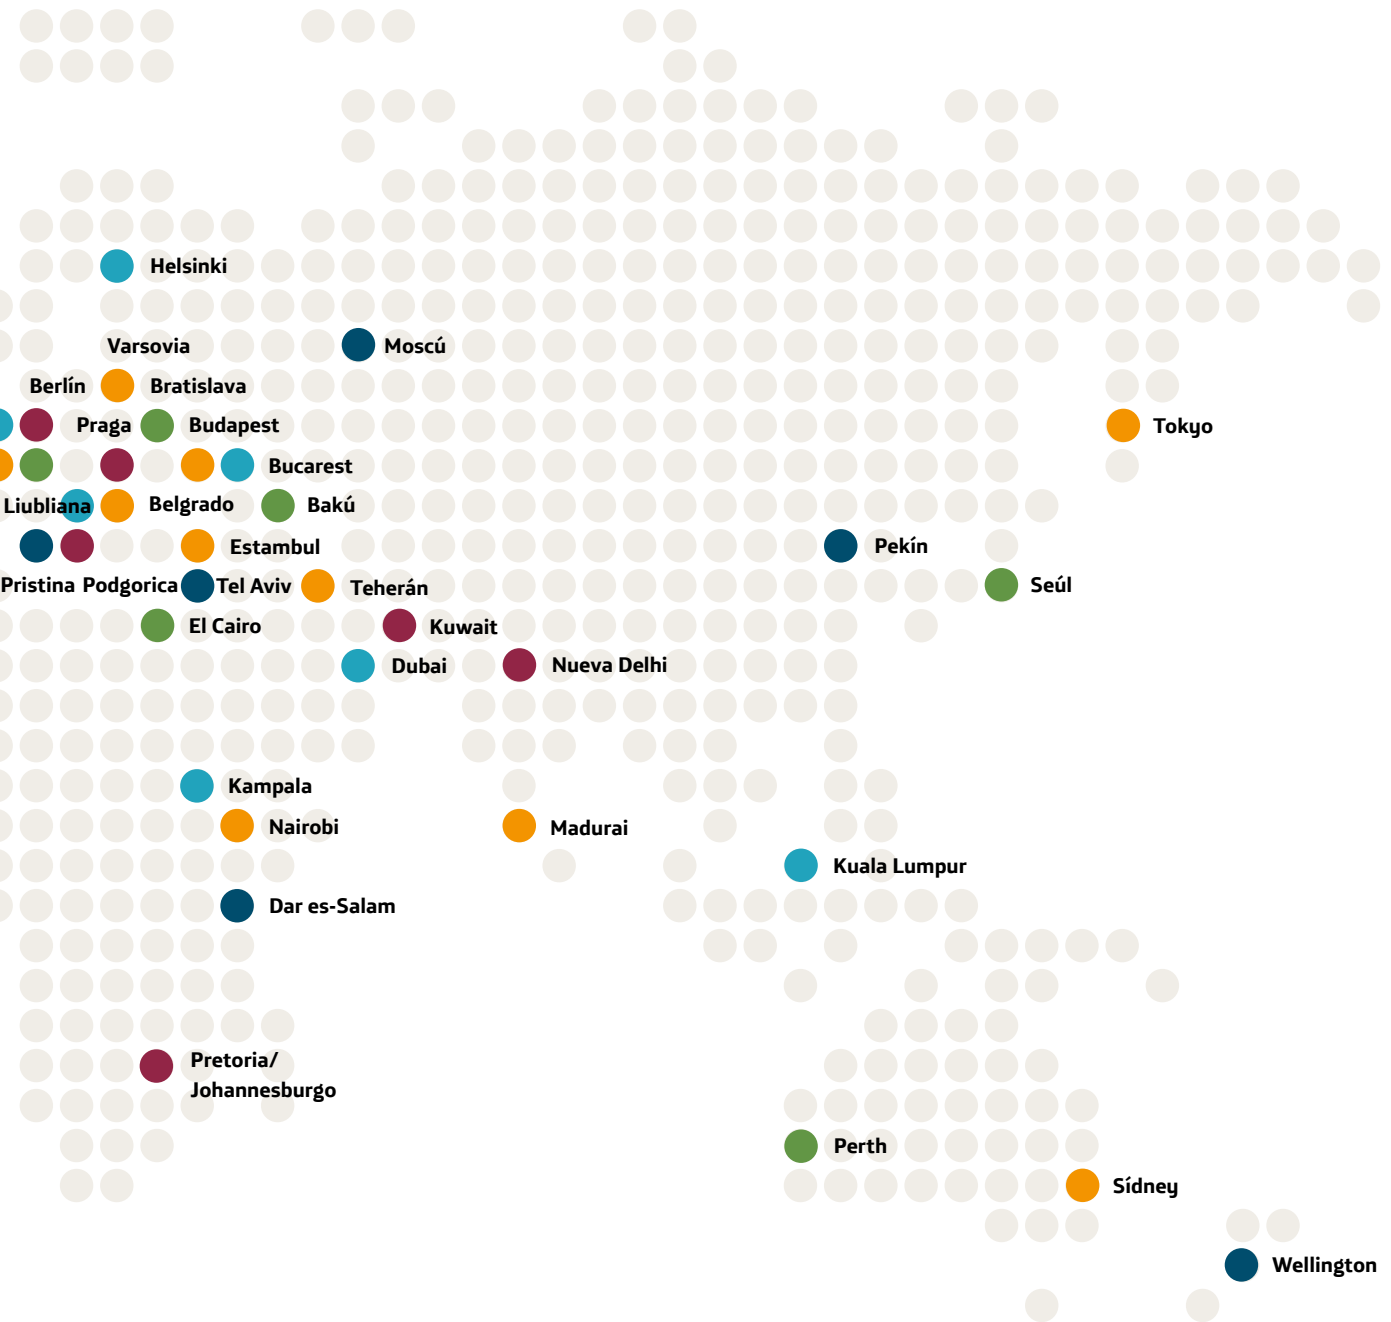 Helsinki
Varsovia
Moscú
Berlín
Bratislava
Praga
Budapest
Tokyo
Bucarest
Liubliana
Belgrado
Bakú
Estambul
Pekín
Pristina
Podgorica
Tel Aviv
Teherán
Seúl
El Cairo
Kuwait
Dubai
Nueva Delhi
Kampala
Nairobi
Madurai
Kuala Lumpur
Dar es-Salam
Pretoria/
Johannesburgo
Perth
Sídney
Wellington